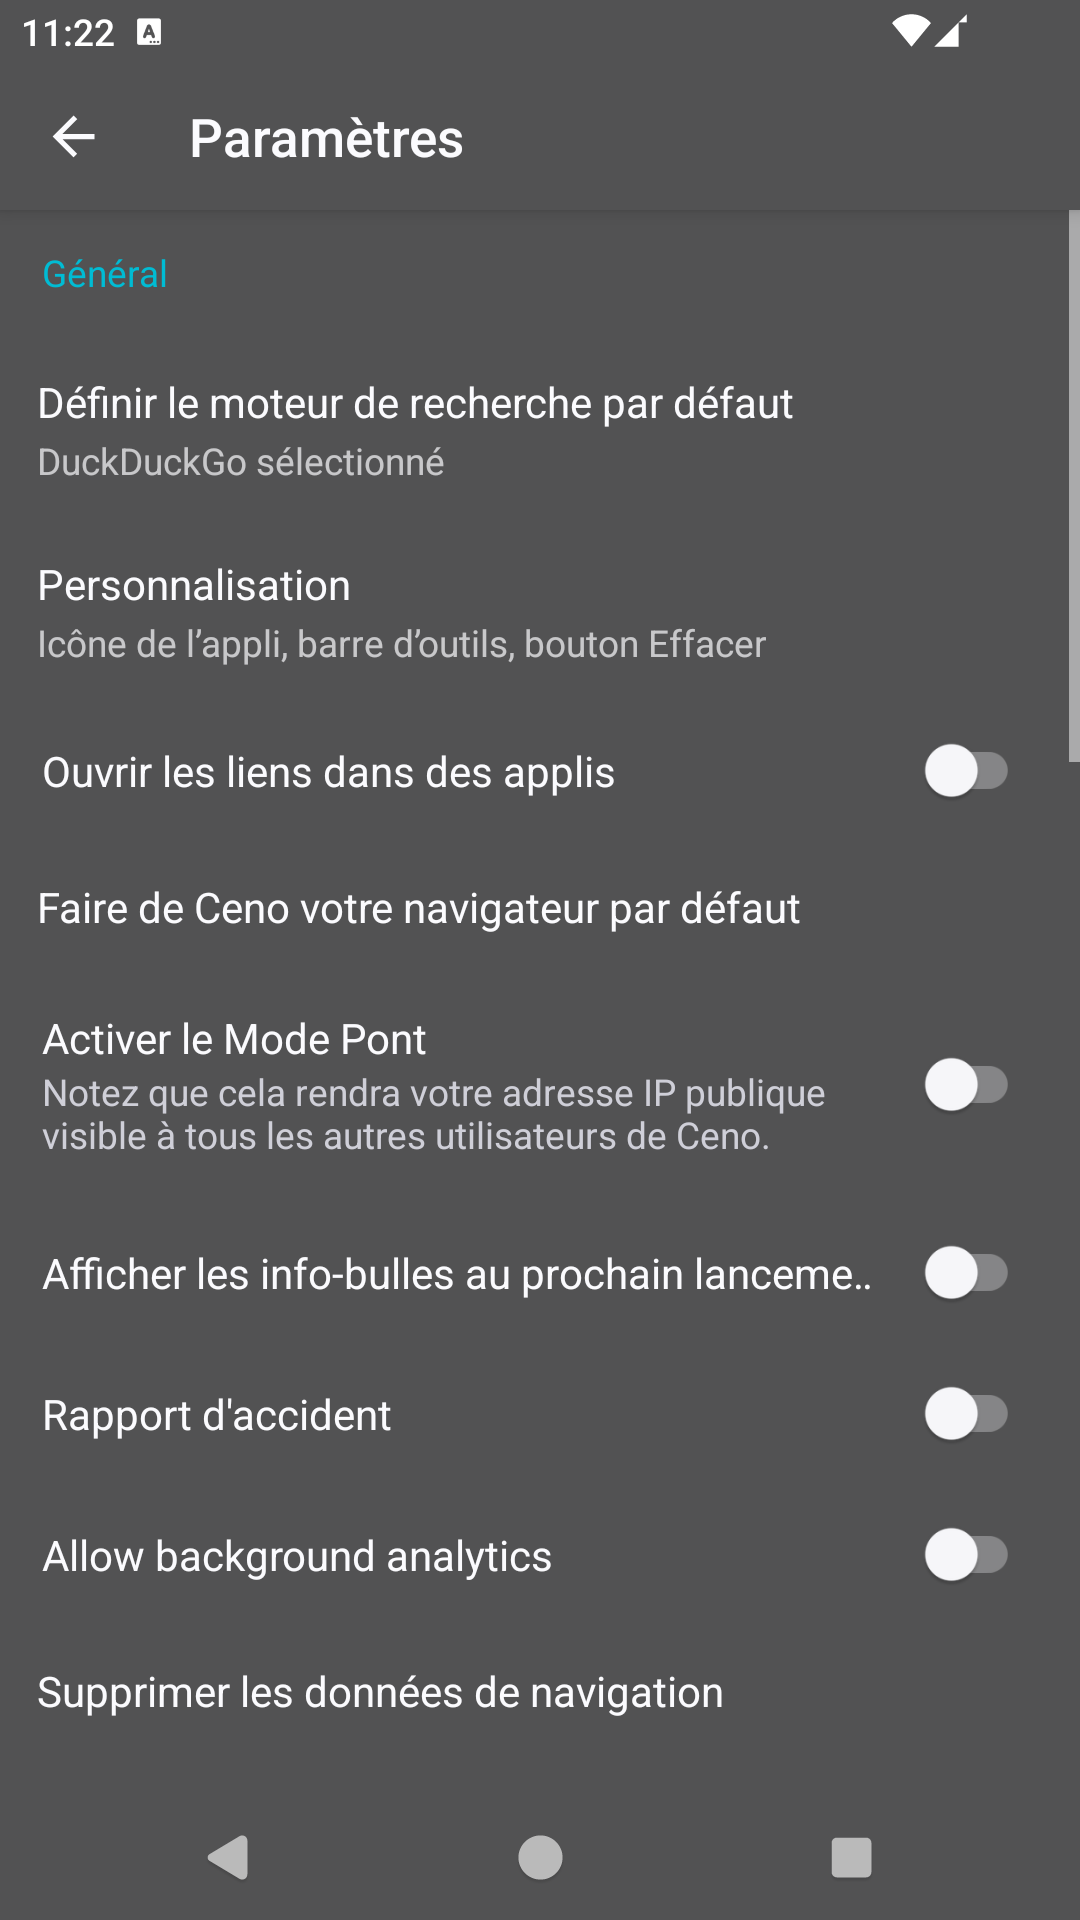 11:22
Paramètres
Général
Définir le moteur de recherche par défaut
DuckDuckGo sélectionné
Personnalisation
Icône de l’appli, barre d’outils, bouton Effacer
Ouvrir les liens dans des applis
Faire de Ceno votre navigateur par défaut
Activer le Mode Pont
Notez que cela rendra votre adresse IP publique
visible à tous les autres utilisateurs de Ceno.
Afficher les info-bulles au prochain lanceme..
Rapport d'accident
Allow background analytics
Supprimer les données de navigation